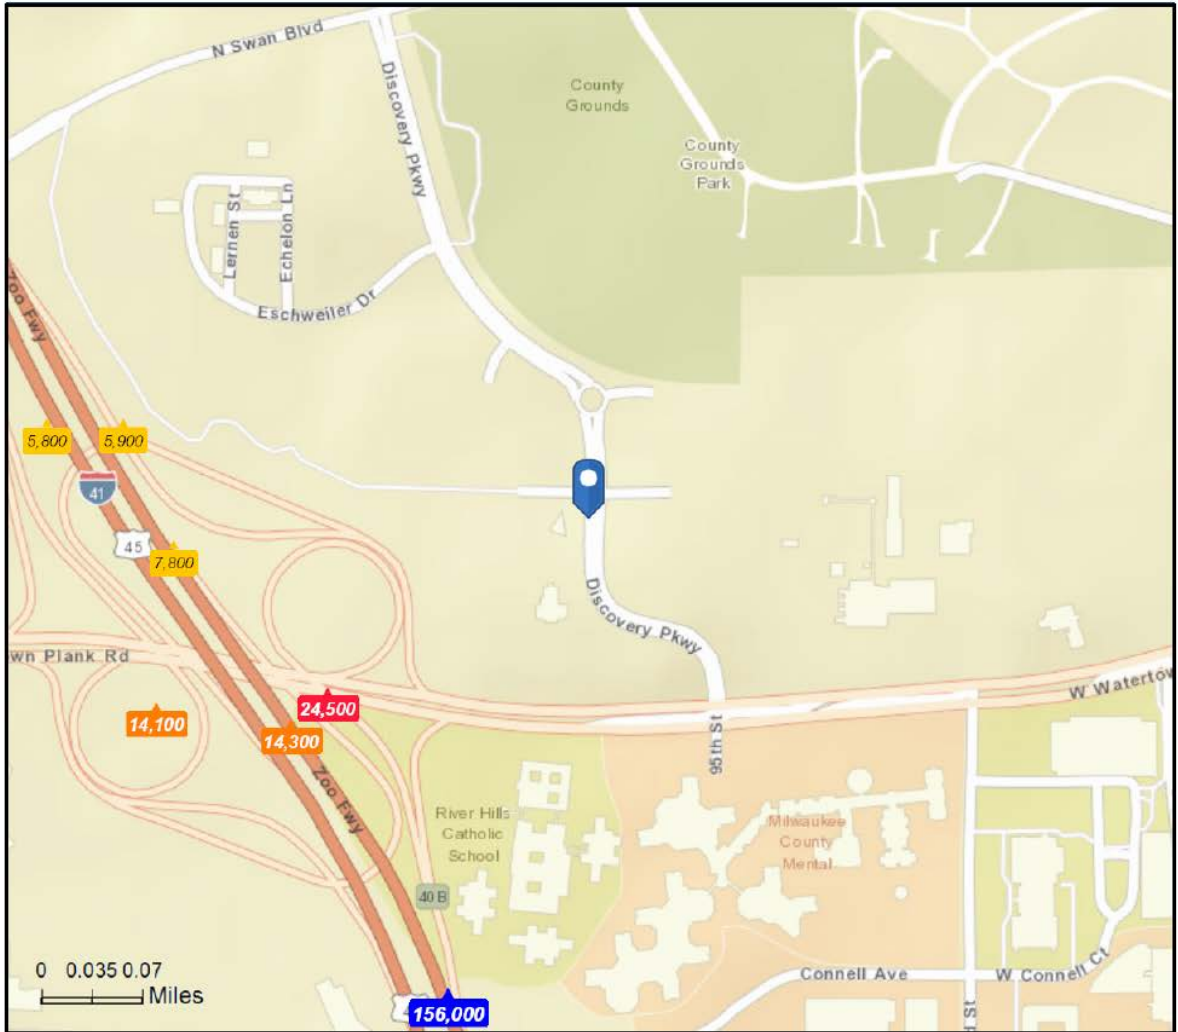 N Swan Blvd
Discovery Pkwy
County
Grounds
County
Grounds
Park
Lernen St
Echelon Ln
Eschweiler Dr
Zoo Fwy
5,800
5,900
41
45
7,800
Discovery Pkwy
wn Plank Rd
W Watertow
24,500
14,100
14,300
95th St
Zoo Fwy
River Hills
Catholic
School
Milwaukee
County
Mental
40 B
0 0.035 0.07
Miles
Connell Ave
W Connell Ct
d St
156,000